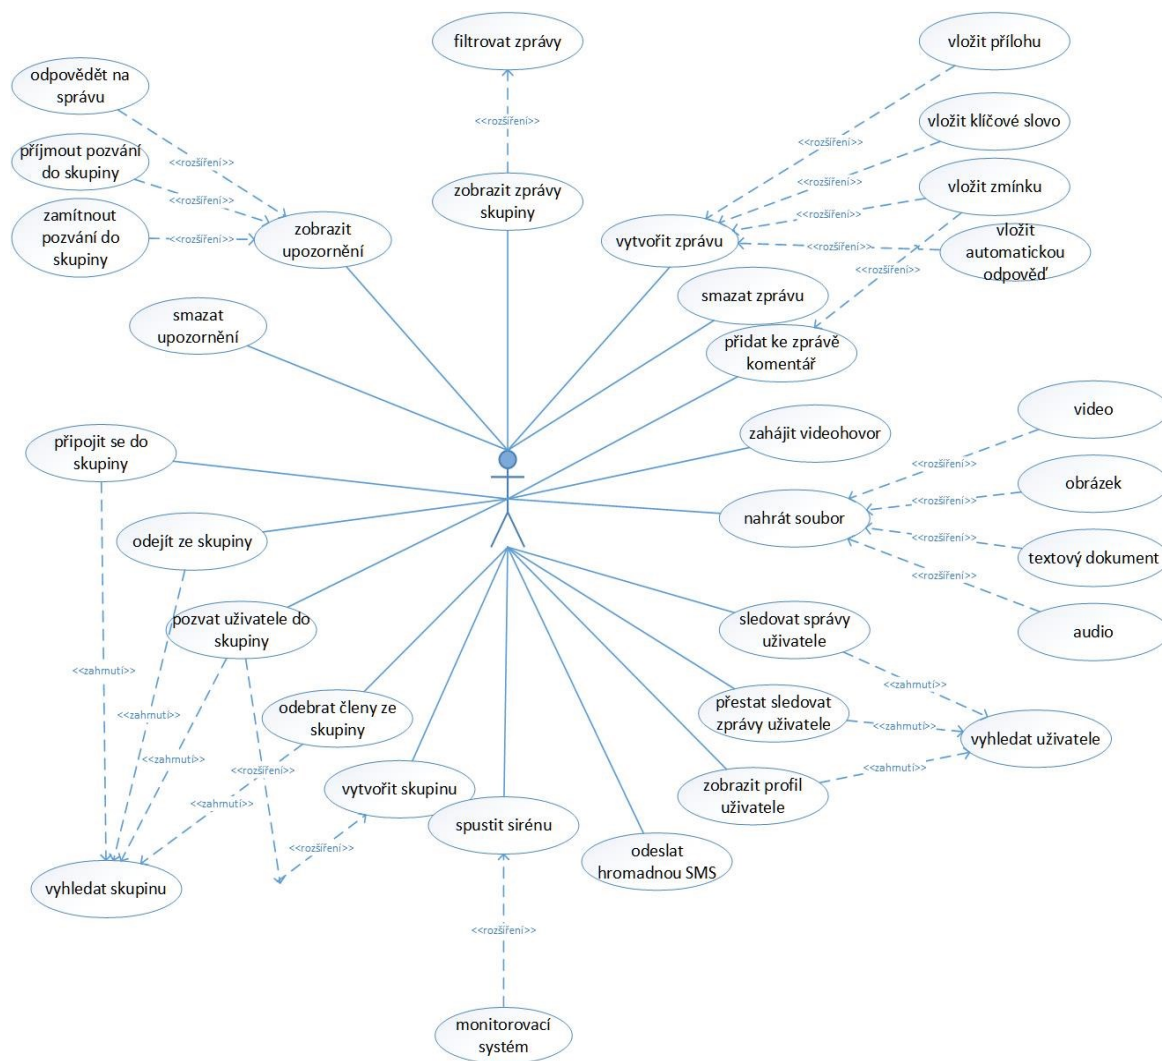 filtrovat zprávy
vložit přílohu
odpovědět na
správu
vložit klíčové slovo
<<rozšíření>>
<<rozšíření>>
<<rozšíření>>
příjmout pozvání
do skupiny
<<rozšíření>>
<<rozšíření>>
vložit zmínku
zobrazit zprávy
skupiny
<<rozšíření>>
zamítnout
pozvání do
skupiny
<<rozšíření>>
zobrazit
upozornění
vytvořit zprávu
<<rozšíření>>
vložit
automatickou
odpověď
<<rozšíření>>
smazat zprávu
smazat
upozornění
přidat ke zprávě
komentář
video
připojit se do
skupiny
zahájit videohovor
<<rozšíření>>
obrázek
<<rozšíření>>
nahrát soubor
<<rozšíření>>
odejít ze skupiny
textový dokument
<<rozšíření>>
pozvat uživatele do
skupiny
sledovat správy
uživatele
audio
<<zahmutí>>
<<zahmutí>>
odebrat členy ze
skupiny
přestat sledovat
zprávy uživatele
<<zahmutí>>
<<zahmutí>>
vyhledat uživatele
<<zahmutí>>
<<rozšíření>>
<<zahmutí>>
vytvořit skupinu
zobrazit profil
uživatele
<<zahmutí>>
spustit sirénu
<<rozšíření>>
odeslat
hromadnou SMS
vyhledat skupinu
<<rozšíření>>
monitorovací
systém